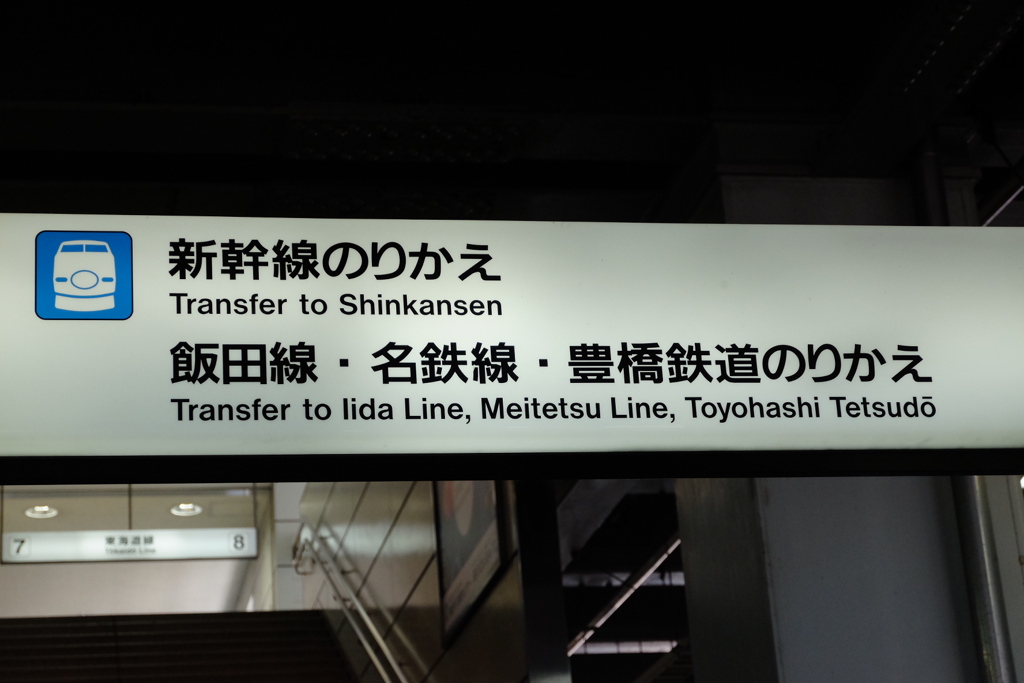 新幹線のりかえ
Transfer to Shinkansen
飯田線・名鉄線・豊橋鉄道のりかえ
Transfer to Iida Line, Meitetsu Line, Toyohashi Tetsudō
7 東海道線 8
Tōkaidō Line